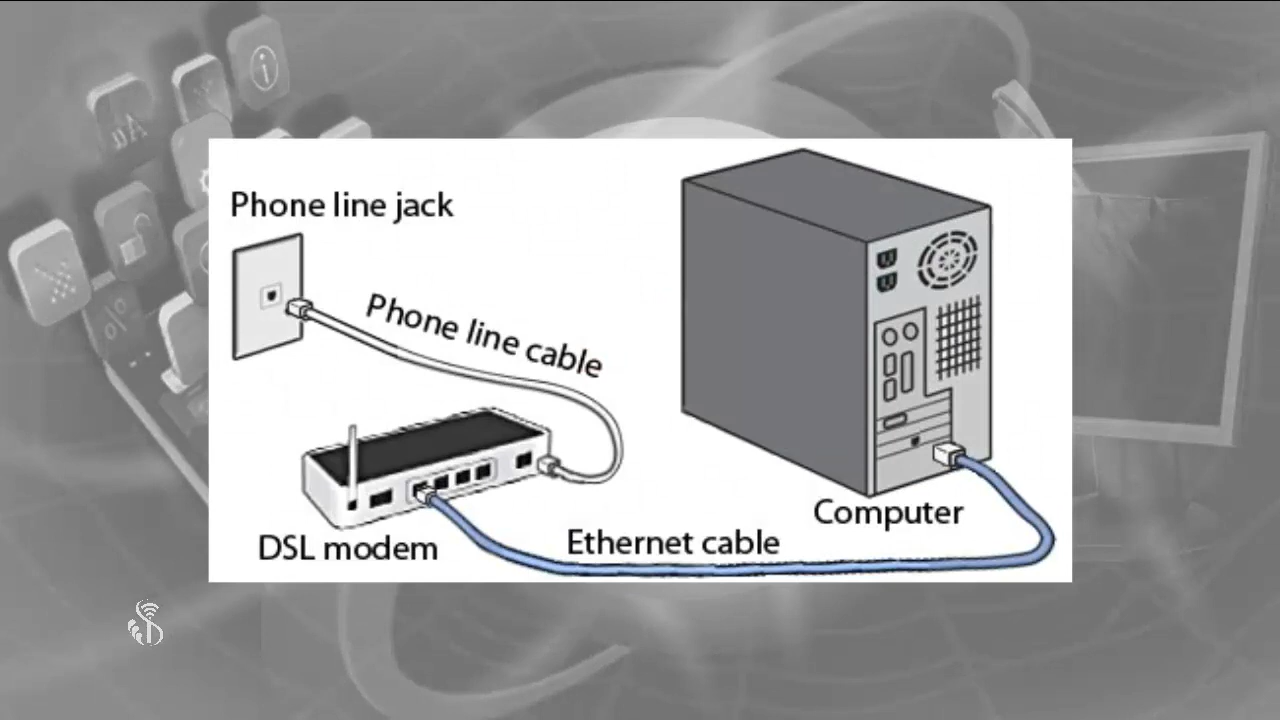 Phone line jack
Phone line cable
DSL modem
Ethernet cable
Computer